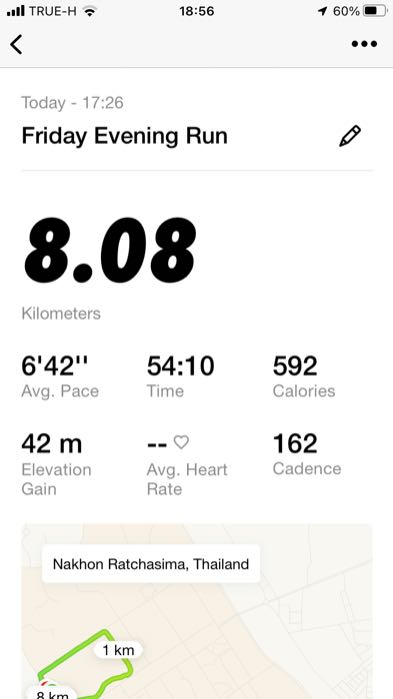 TRUE-H 18:56 60%
Today - 17:26
Friday Evening Run
8.08
Kilometers
6'42'' 54:10 592
Avg. Pace Time Calories
42 m -- 162
Elevation Gain Avg. Heart Rate Cadence
Nakhon Ratchasima, Thailand
1 km
8 km